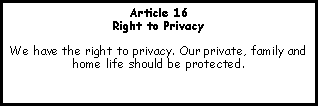 Article 16
Right to Privacy
We have the right to privacy. Our private, family and
home life should be protected.